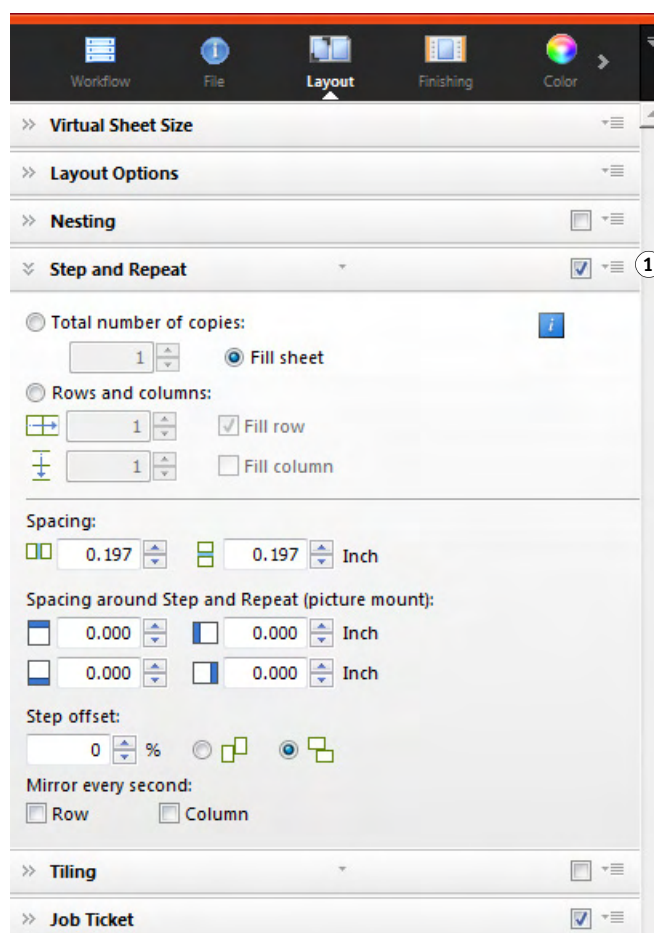 Workflow File Layout Finishing Color
Virtual Sheet Size
Layout Options
Nesting
Step and Repeat 1
Total number of copies: i
1 Fill sheet
Rows and columns:
1 Fill row
1 Fill column
Spacing:
0.197 0.197 Inch
Spacing around Step and Repeat (picture mount):
0.000 0.000 Inch
0.000 0.000 Inch
Step offset:
0 %
Mirror every second:
Row Column
Tiling
Job Ticket